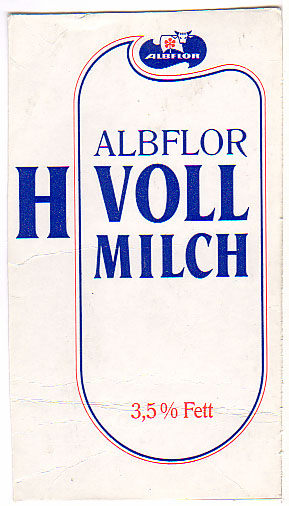 ALBFLOR
ALBFLOR
H VOLL
MILCH
3,5% Fett